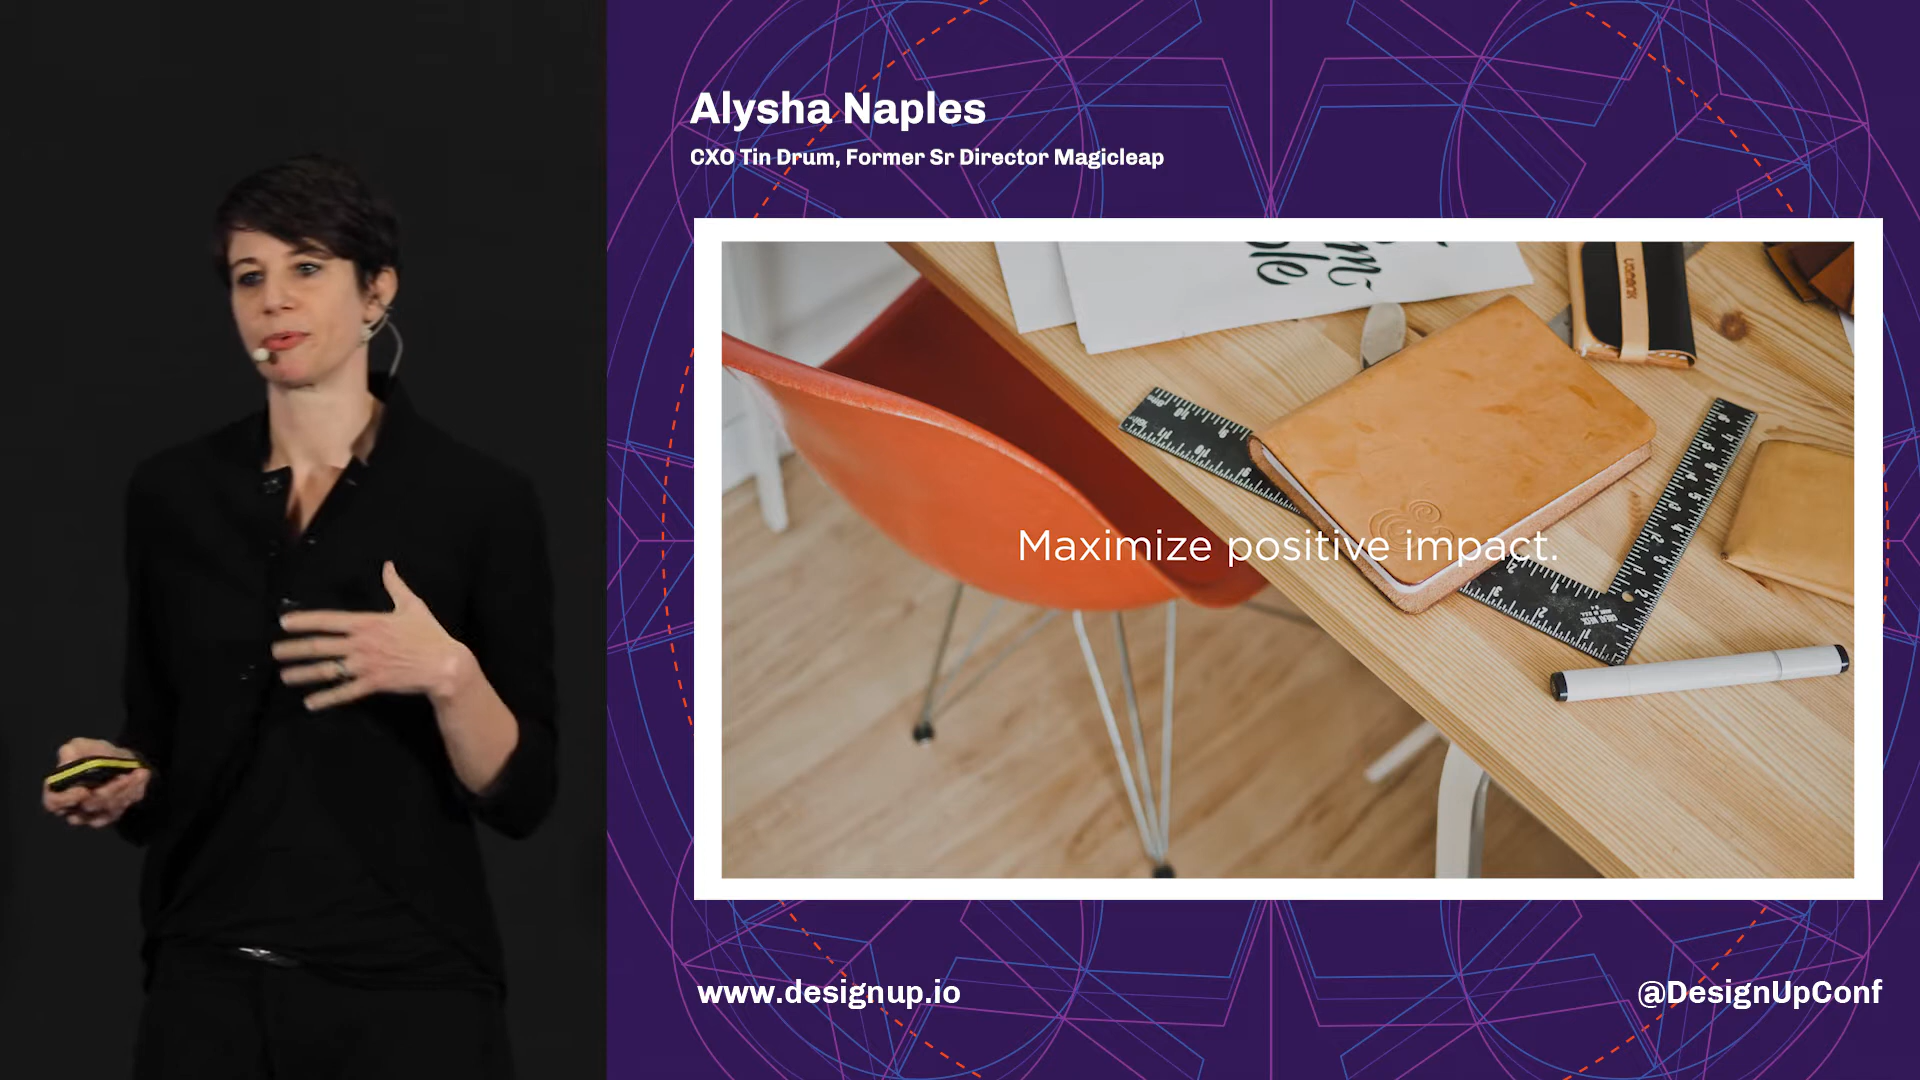 Alysha Naples
CXO Tin Drum, Former Sr Director Magicleap
Maximize positive impact.
www.designup.io
@DesignUpConf